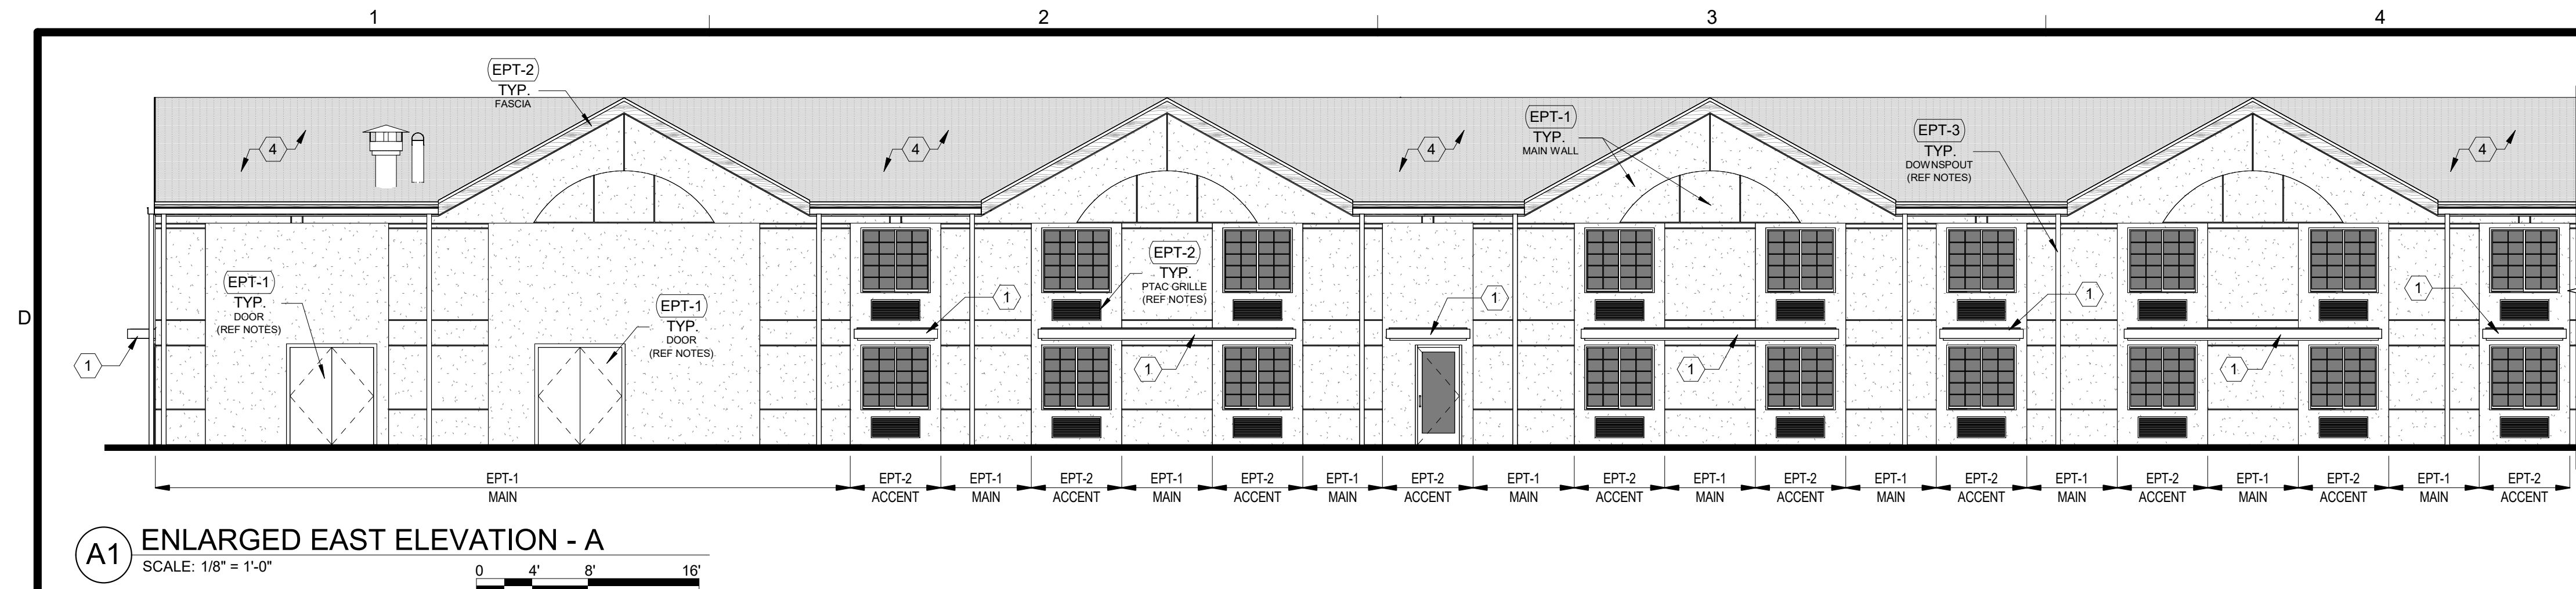 1 2 3 4
EPT-2
TYP.
FASCIA
4
4
4
EPT-1
TYP.
MAIN WALL
EPT-3
TYP.
DOWNSPOUT
(REF NOTES)
4
D
EPT-1
TYP.
DOOR
(REF NOTES)
EPT-1
TYP.
DOOR
(REF NOTES)
EPT-2
TYP.
PTAC GRILLE
(REF NOTES)
1
1
1
1
1
1
1
1
1
EPT-1 EPT-2 EPT-1 EPT-2 EPT-1 EPT-2 EPT-1 EPT-2 EPT-1 EPT-2 EPT-1 EPT-2 EPT-1 EPT-2 EPT-1 EPT-2 EPT-1 EPT-2 EPT-1 EPT-2
MAIN ACCENT MAIN ACCENT MAIN ACCENT MAIN ACCENT MAIN ACCENT MAIN ACCENT MAIN ACCENT MAIN ACCENT MAIN ACCENT MAIN ACCENT
A1 ENLARGED EAST ELEVATION - A
SCALE: 1/8" = 1'-0"
0 4' 8' 16'